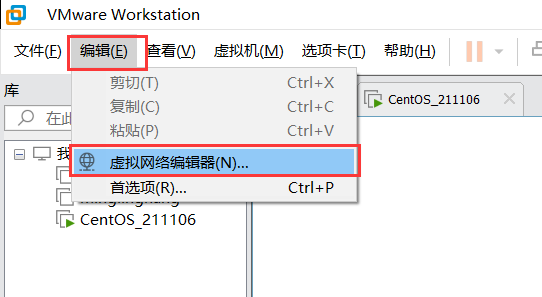 VMware Workstation
文件(F) 编辑(E) 查看(V) 虚拟机(M) 选项卡(T) 帮助(H)
库
剪切(T) Ctrl+X
复制(C) Ctrl+C
粘贴(P) Ctrl+V
虚拟网络编辑器(N)...
首选项(R)... Ctrl+P
CentOS_211106
在此
CentOS_211106